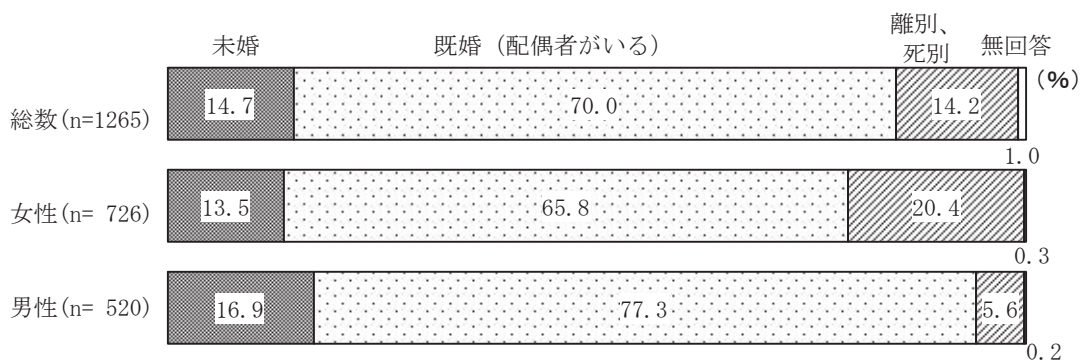 未婚 既婚（配偶者がいる） 離別、
死別 無回答
(%)
総数(n=1265) 14.7 70.0 14.2
1.0
女性(n= 726) 13.5 65.8 20.4
0.3
男性(n= 520) 16.9 77.3 5.6
0.2